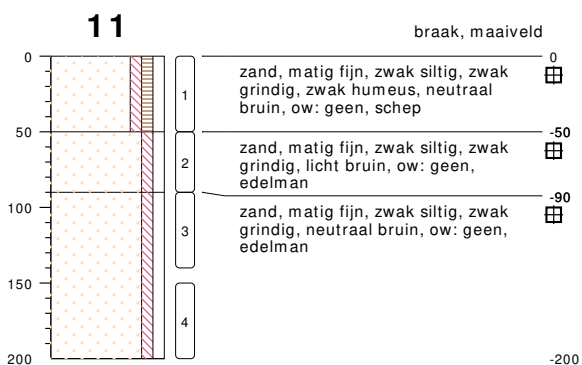 11
braak, maaiveld
0
0
zand, matig fijn, zwak siltig, zwak
grindig, zwak humeus, neutraal
bruin, ow: geen, schep
1
50
-50
zand, matig fijn, zwak siltig, zwak
grindig, licht bruin, ow: geen,
edelman
2
-90
100
zand, matig fijn, zwak siltig, zwak
grindig, neutraal bruin, ow: geen,
edelman
3
150
4
200
-200